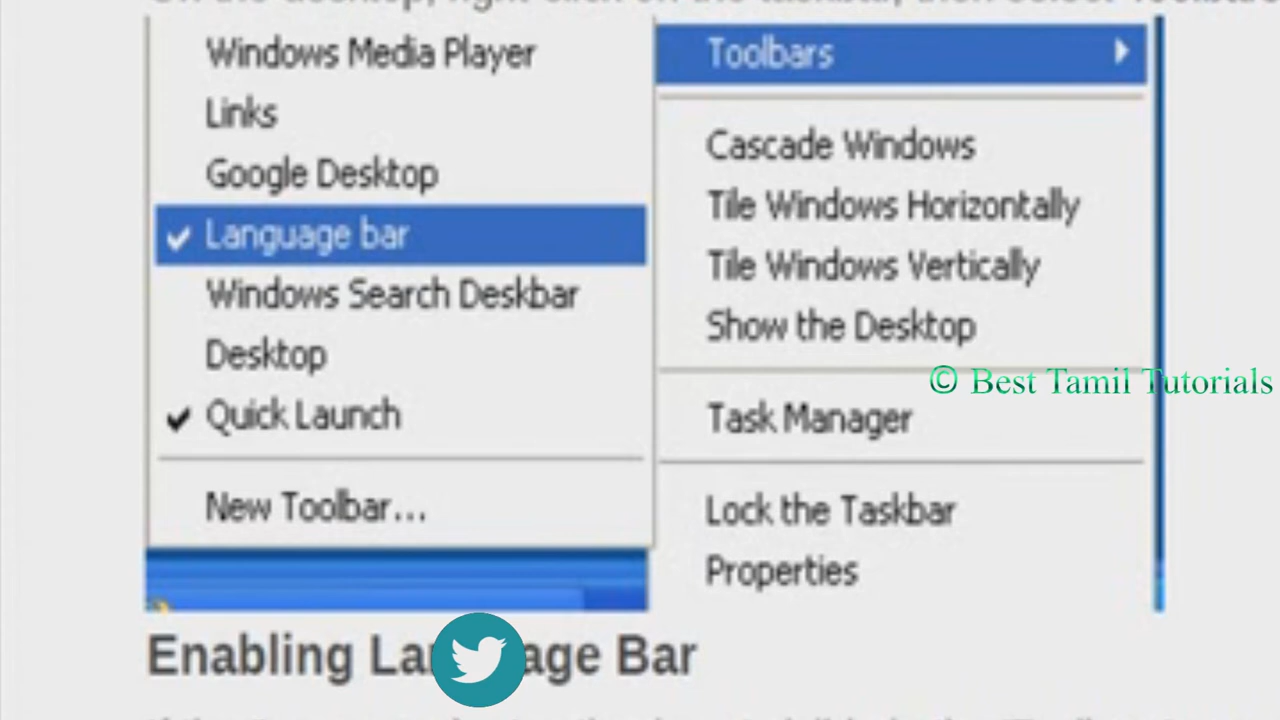 Windows Media Player
Links
Google Desktop
Language bar
Windows Search Deskbar
Desktop
Quick Launch
New Toolbar...
Toolbars
Cascade Windows
Tile Windows Horizontally
Tile Windows Vertically
Show the Desktop
Task Manager
Lock the Taskbar
Properties
© Best Tamil Tutorials
Enabling La age Bar